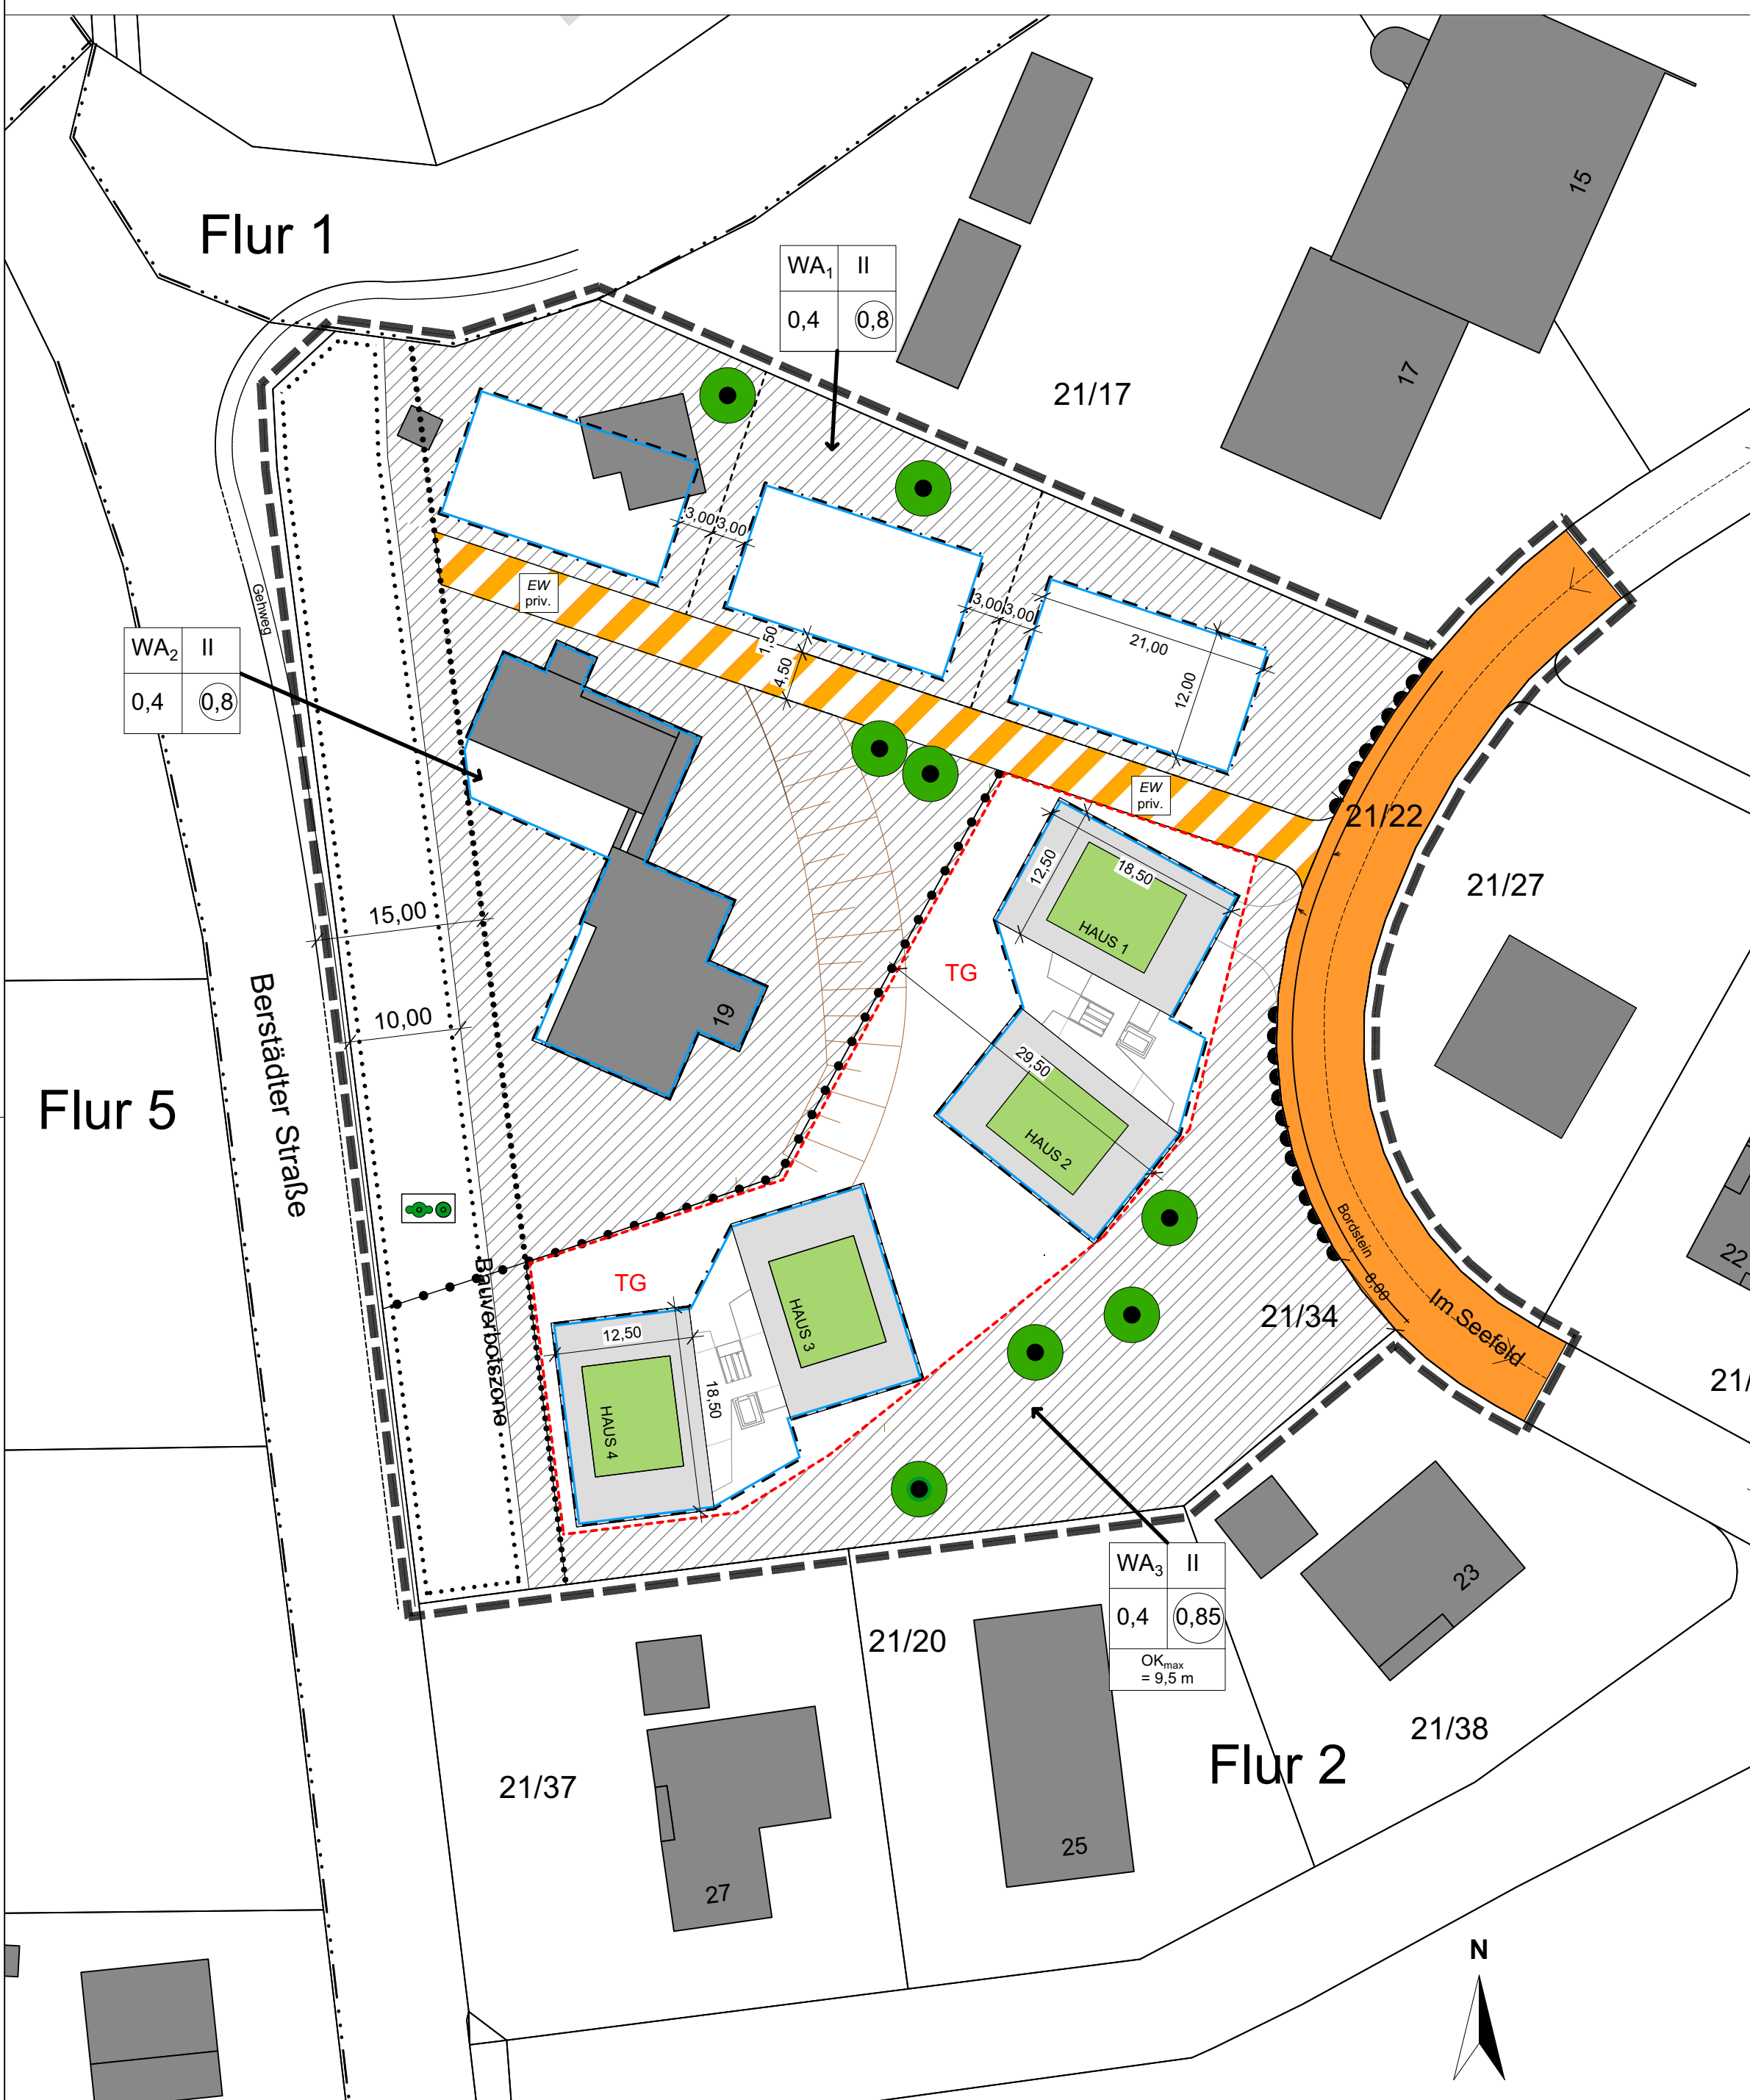 15
Flur 1
WA1 II
0,4 0,8
17
21/17
3,00 3,00
EW
priv.
Gehweg
3,00 3,00
21,00
12,00
1,50
4,50
WA2 II
0,4 0,8
EW
priv.
21/22
12,50
18,50
HAUS 1
21/27
15,00
TG
10,00
19
Berstädter Straße
Flur 5
29,50
HAUS 2
Bordstein
8,00
Im Seefeld
22
21/34
TG
Bauverbotszone
12,50
18,50
HAUS 3
HAUS 4
21/
WA3 II
0,4 0,85
OKmax
= 9,5 m
23
21/20
21/38
Flur 2
21/37
25
27
N